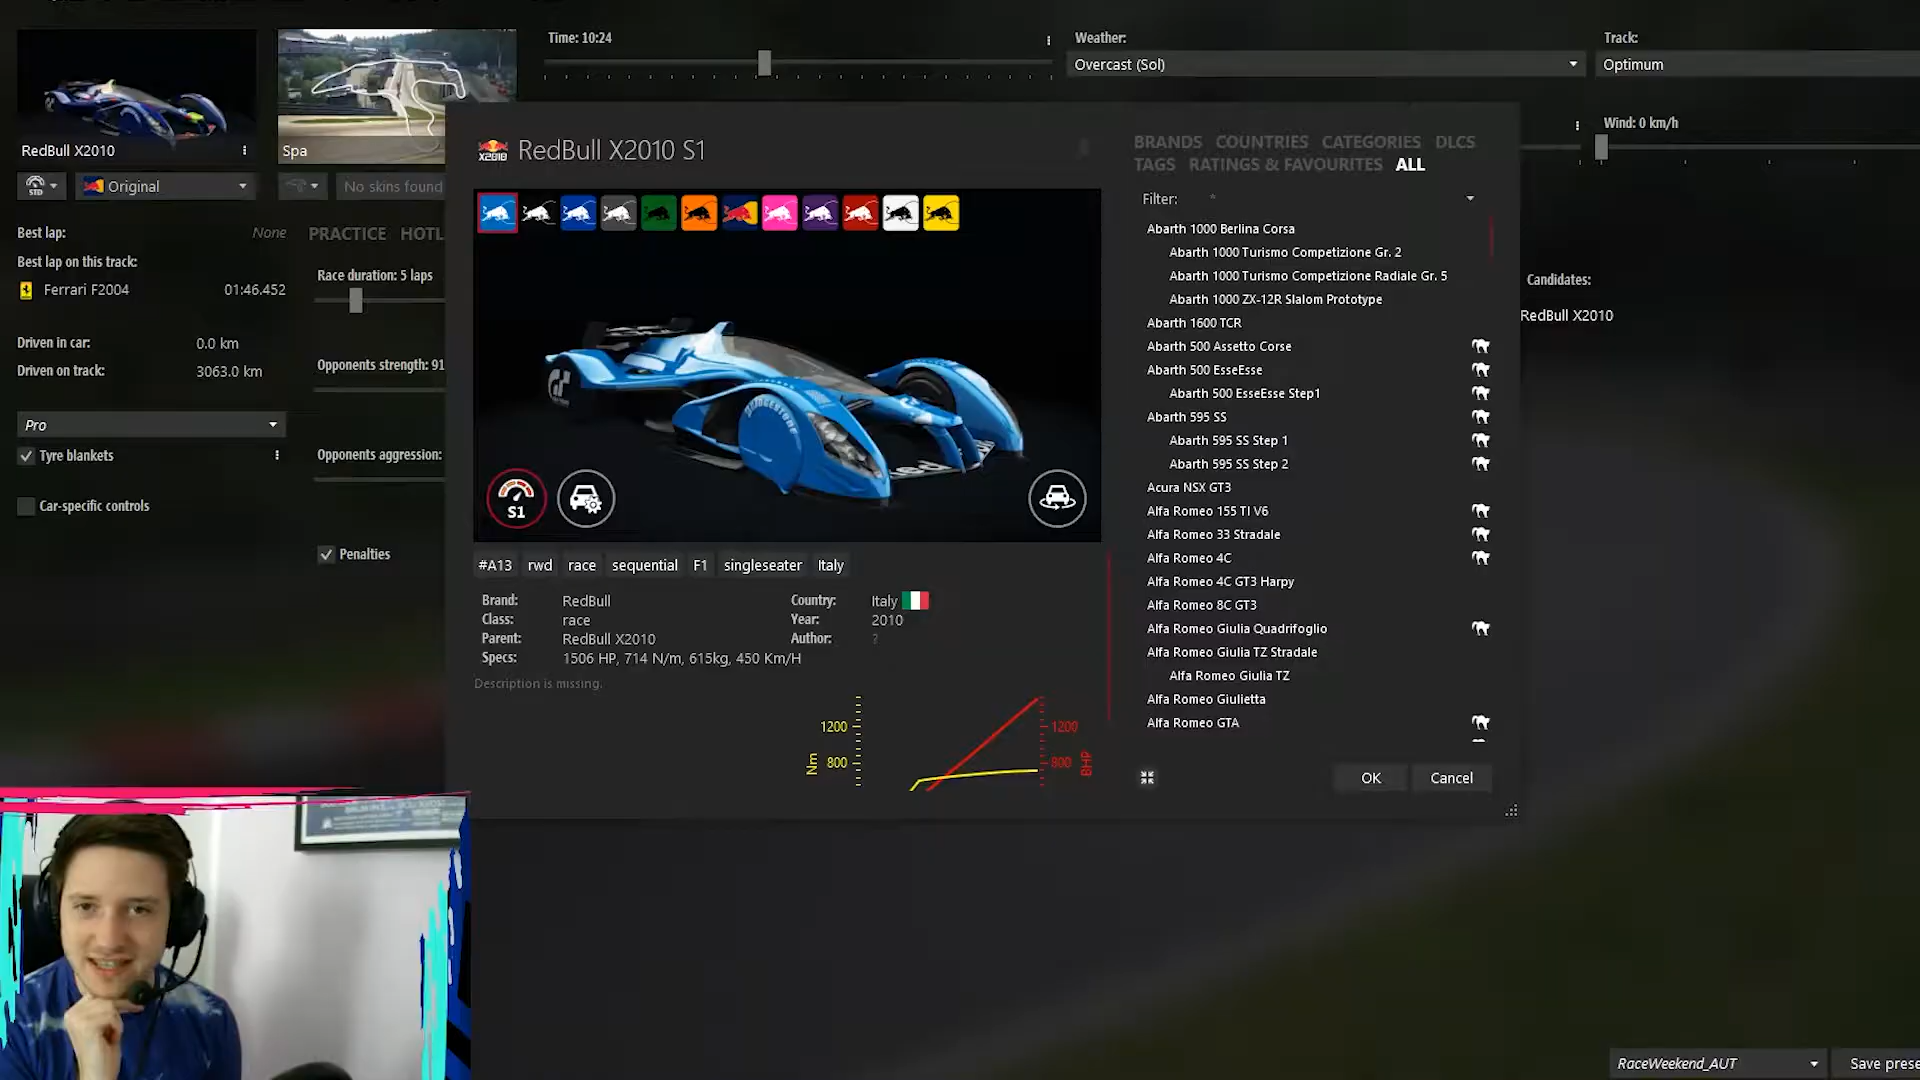 Time: 10:24
Weather:
Track:
Overcast (Sol)
Optimum
RedBull X2010
Spa
Wind: 0 km/h
STD
Original
No skins found
X2010
RedBull X2010 S1
BRANDS COUNTRIES CATEGORIES DLCS
TAGS RATINGS & FAVOURITES ALL
Filter: *
Best lap: None
Best lap on this track:
Ferrari F2004 01:46.452
Driven in car: 0.0 km
Driven on track: 3063.0 km
Pro
Tyre blankets
Car-specific controls
PRACTICE HOTL
Race duration: 5 laps
Opponents strength: 91
Opponents aggression:
Penalties
BRIDGESTONE
S1
#A13 rwd race sequential F1 singleseater Italy
Brand: RedBull Country: Italy
Class: race Year: 2010
Parent: RedBull X2010 Author: ?
Specs: 1506 HP, 714 N/m, 615kg, 450 Km/H
Description is missing.
1200
800
Nm
1200
800
BHP
Abarth 1000 Berlina Corsa
Abarth 1000 Turismo Competizione Gr. 2
Abarth 1000 Turismo Competizione Radiale Gr. 5
Abarth 1000 ZX-12R Slalom Prototype
Abarth 1600 TCR
Abarth 500 Assetto Corse
Abarth 500 EsseEsse
Abarth 500 EsseEsse Step1
Abarth 595 SS
Abarth 595 SS Step 1
Abarth 595 SS Step 2
Acura NSX GT3
Alfa Romeo 155 TI V6
Alfa Romeo 33 Stradale
Alfa Romeo 4C
Alfa Romeo 4C GT3 Harpy
Alfa Romeo 8C GT3
Alfa Romeo Giulia Quadrifoglio
Alfa Romeo Giulia TZ Stradale
Alfa Romeo Giulia TZ
Alfa Romeo Giulietta
Alfa Romeo GTA
OK
Cancel
Candidates:
RedBull X2010
RaceWeekend_AUT
Save prese